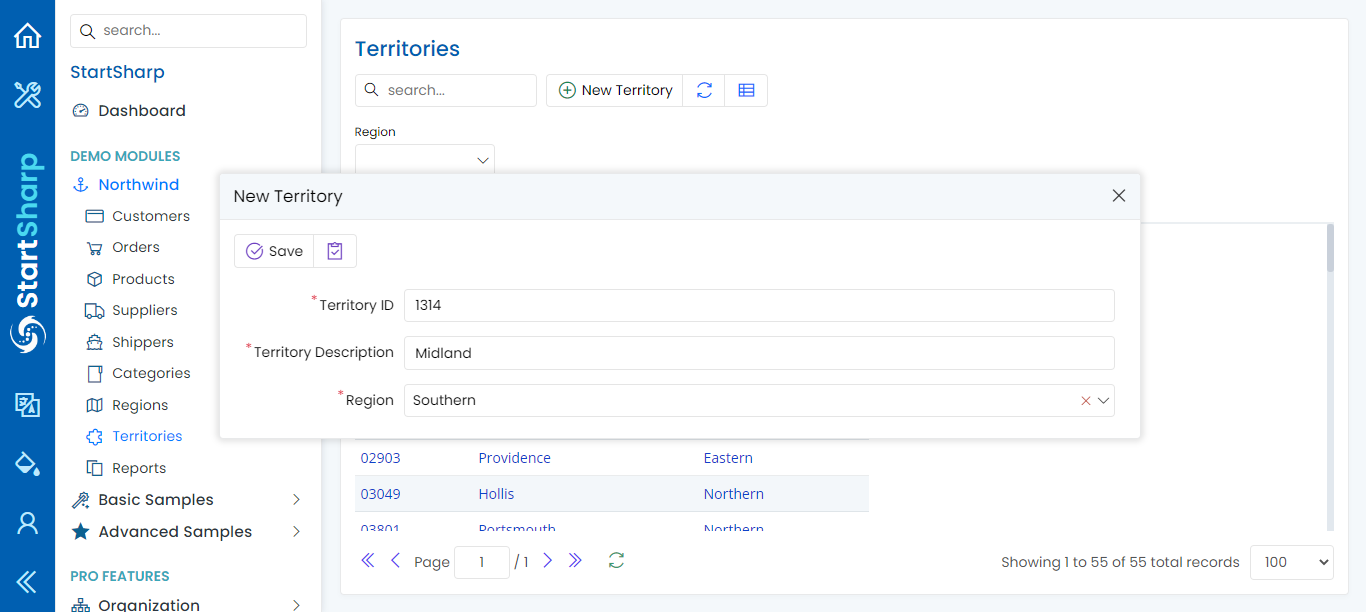 search...
StartSharp
Dashboard
DEMO MODULES
Northwind
Customers
Orders
Products
Suppliers
Shippers
Categories
Regions
Territories
Reports
Basic Samples
Advanced Samples
PRO FEATURES
Organization
StartSharp
Territories
search...
New Territory
Region
New Territory
Save
*Territory ID 1314
*Territory Description Midland
*Region Southern
02903 Providence Eastern
03049 Hollis Northern
03801 Portsmouth Northern
Page 1 / 1
Showing 1 to 55 of 55 total records 100